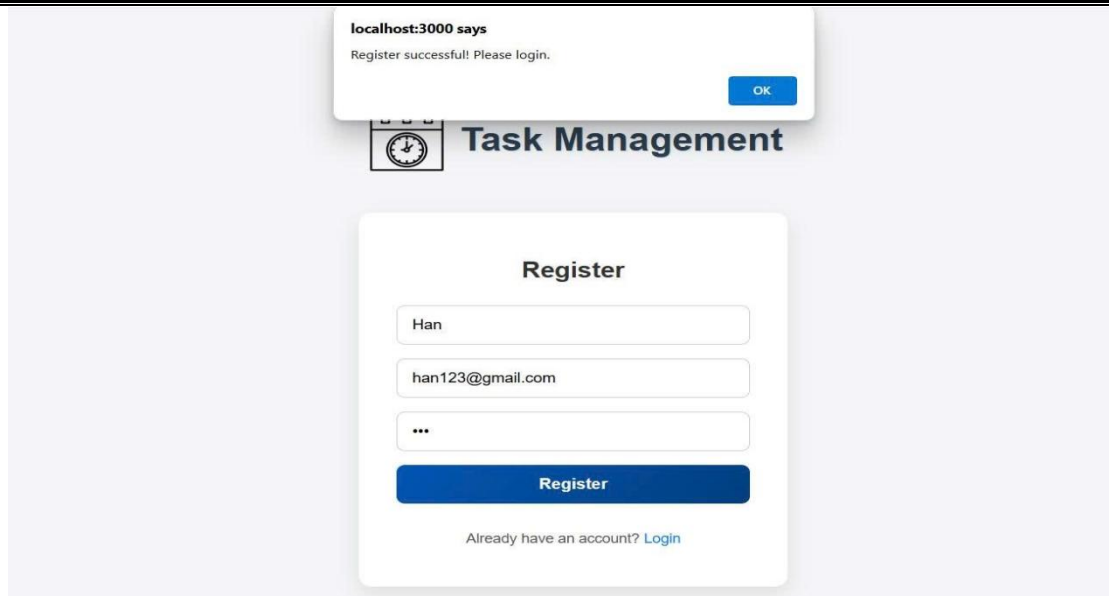 localhost:3000 says
Register successful! Please login.
OK
Task Management
Register
Han
han123@gmail.com
•••
Register
Already have an account? Login